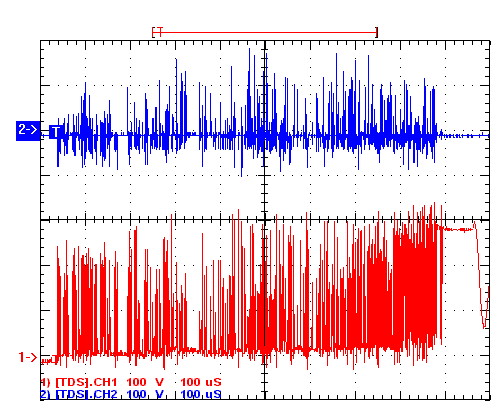 T
2->
T
1->
1) [TDS].CH1 100 V 100 uS
2) [TDS].CH2 100 V 100 uS